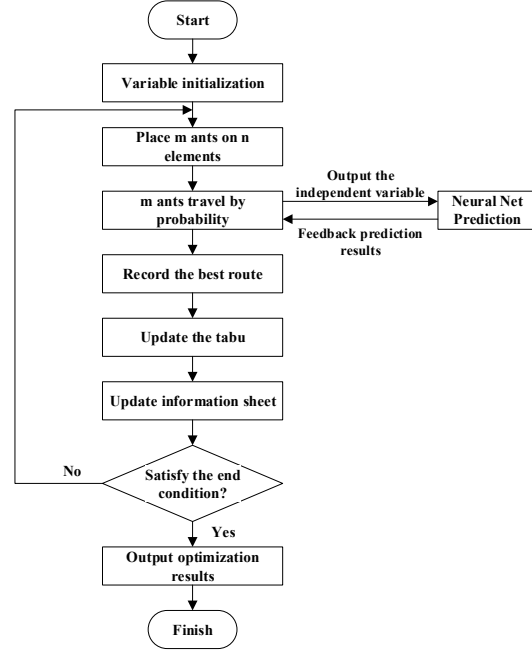 Start
Variable initialization
Place m ants on n
elements
m ants travel by
probability
Output the
independent variable
Neural Net
Prediction
Feedback prediction
results
Record the best route
Update the tabu
Update information sheet
Satisfy the end
condition?
No
Yes
Output optimization
results
Finish